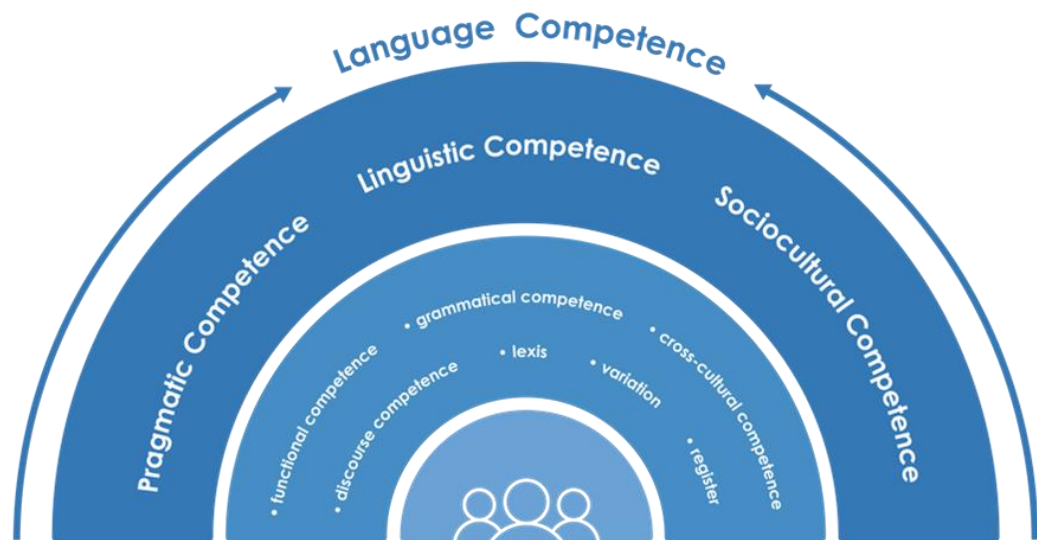 Language Competence
Pragmatic Competence
Linguistic Competence
Sociocultural Competence
• functional competence
• discourse competence
• grammatical competence
• lexis
• variation
• cross-cultural competence
• register